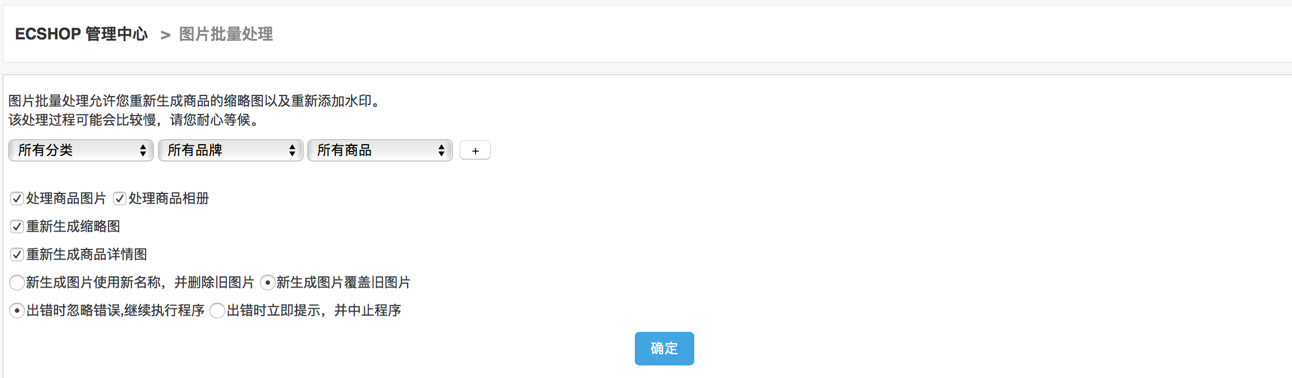 ECSHOP 管理中心 > 图片批量处理
图片批量处理允许您重新生成商品的缩略图以及重新添加水印。
该处理过程可能会比较慢，请您耐心等候。
所有分类 所有品牌 所有商品 +
处理商品图片 处理商品相册
重新生成缩略图
重新生成商品详情图
新生成图片使用新名称，并删除旧图片 新生成图片覆盖旧图片
出错时忽略错误,继续执行程序 出错时立即提示，并中止程序
确定